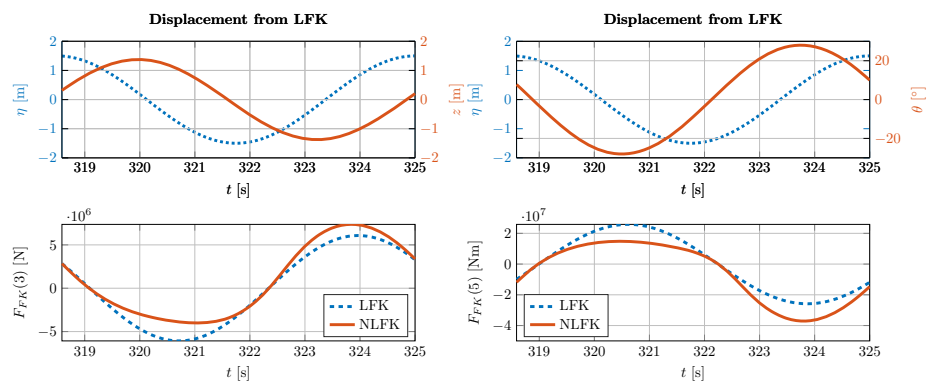 Displacement from LFK
2
1
0
−1
−2
η [m]
2
1
0
−1
−2
z [m]
319 320 321 322 323 324 325
t [s]
Displacement from LFK
2
1
0
−1
−2
η [m]
20
0
−20
θ [°]
319 320 321 322 323 324 325
t [s]
·10⁶
5
0
−5
F_FK(3) [N]
LFK
NLFK
319 320 321 322 323 324 325
t [s]
·10⁷
2
0
−2
−4
F_FK(5) [Nm]
LFK
NLFK
319 320 321 322 323 324 325
t [s]